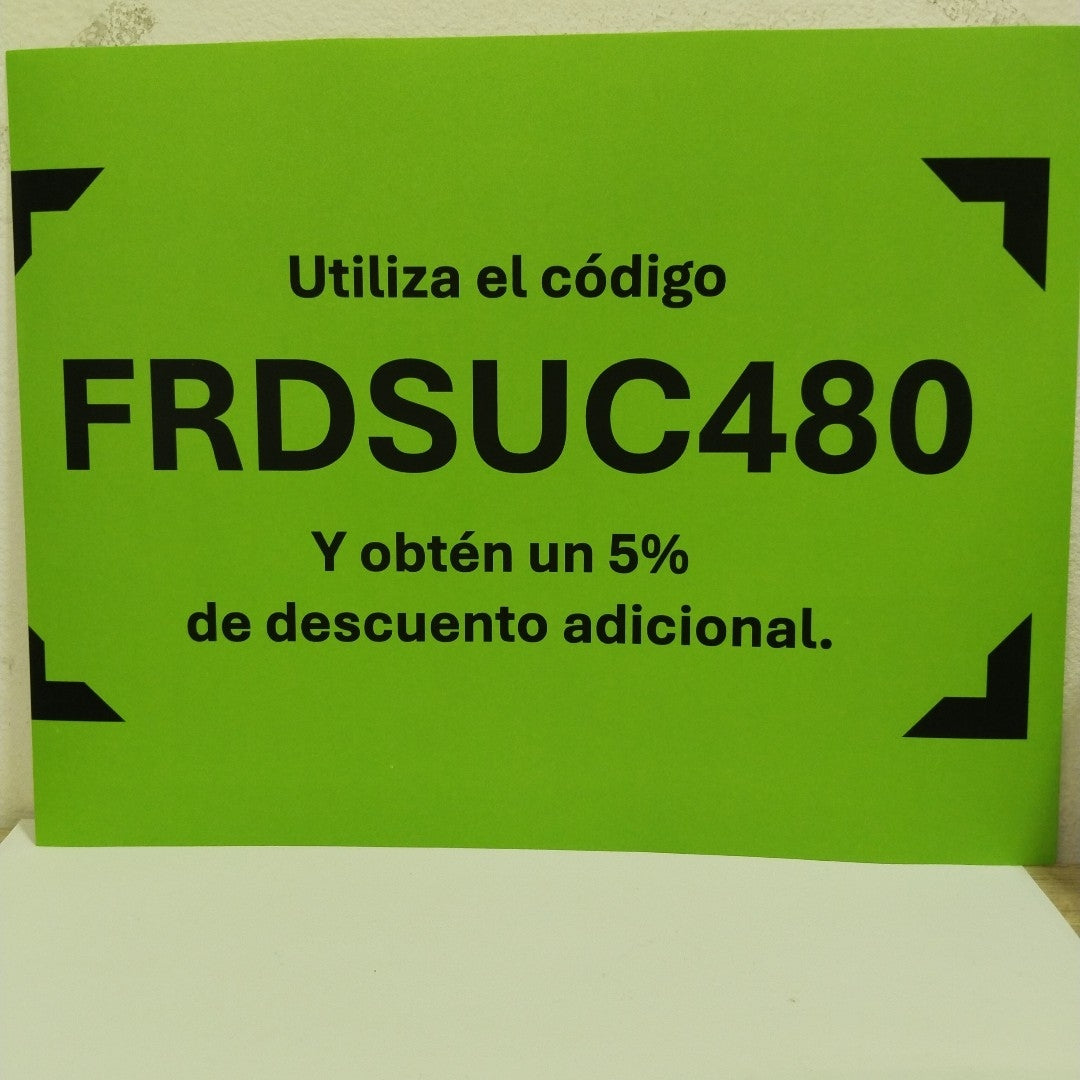 Utiliza el código
FRDSUC480
Y obtén un 5%
de descuento adicional.